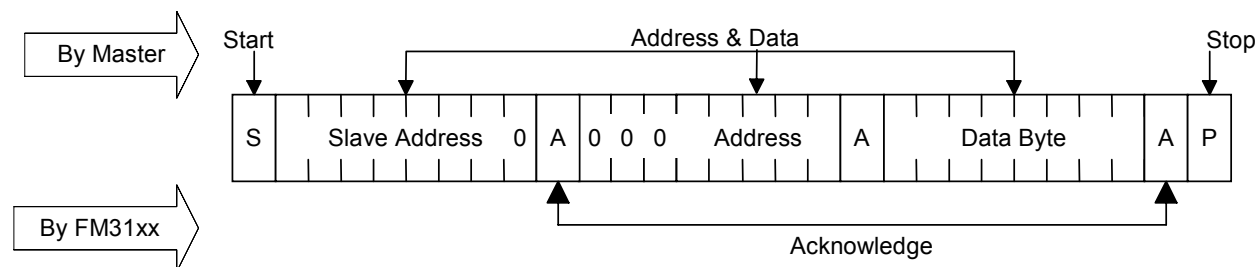 By Master
Start
Address & Data
Stop
S Slave Address 0 A 0 0 0 Address A Data Byte A P
By FM31xx
Acknowledge